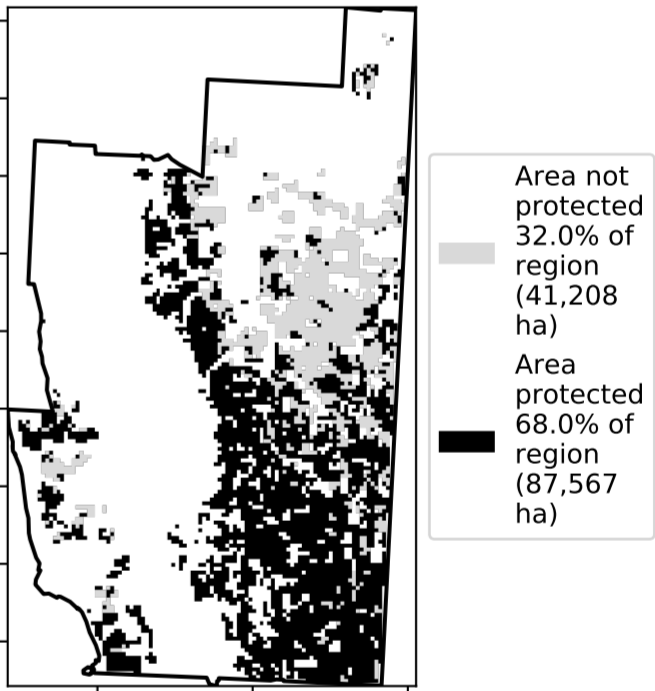 Area not
protected
32.0% of
region
(41,208
ha)
Area
protected
68.0% of
region
(87,567
ha)